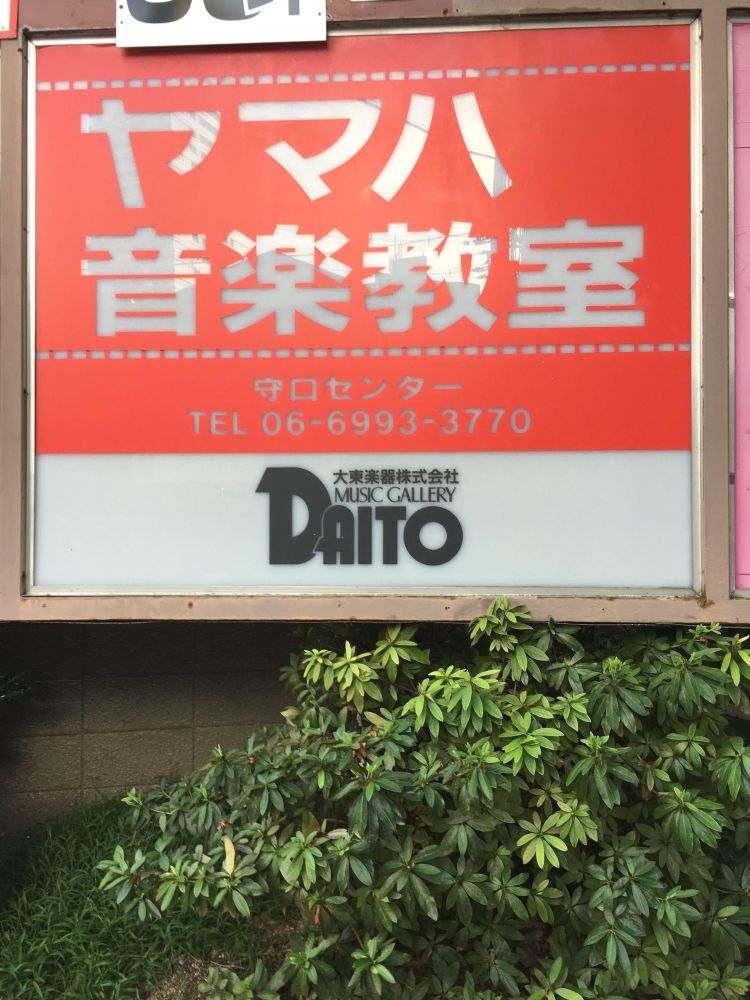 ヤマハ
音楽教室
守口センター
TEL 06-6993-3770
大東楽器株式会社
MUSIC GALLERY
DAITO